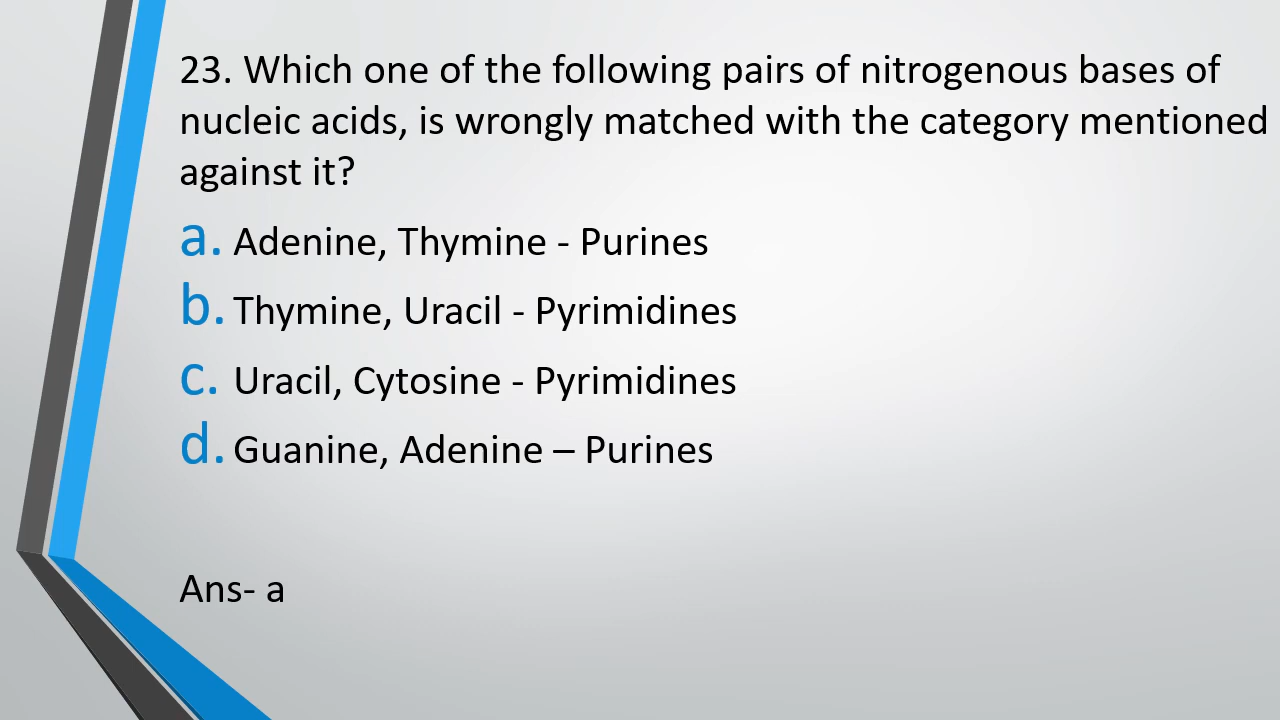 23. Which one of the following pairs of nitrogenous bases of
nucleic acids, is wrongly matched with the category mentioned
against it?
a. Adenine, Thymine - Purines
b. Thymine, Uracil - Pyrimidines
c. Uracil, Cytosine - Pyrimidines
d. Guanine, Adenine – Purines
Ans- a